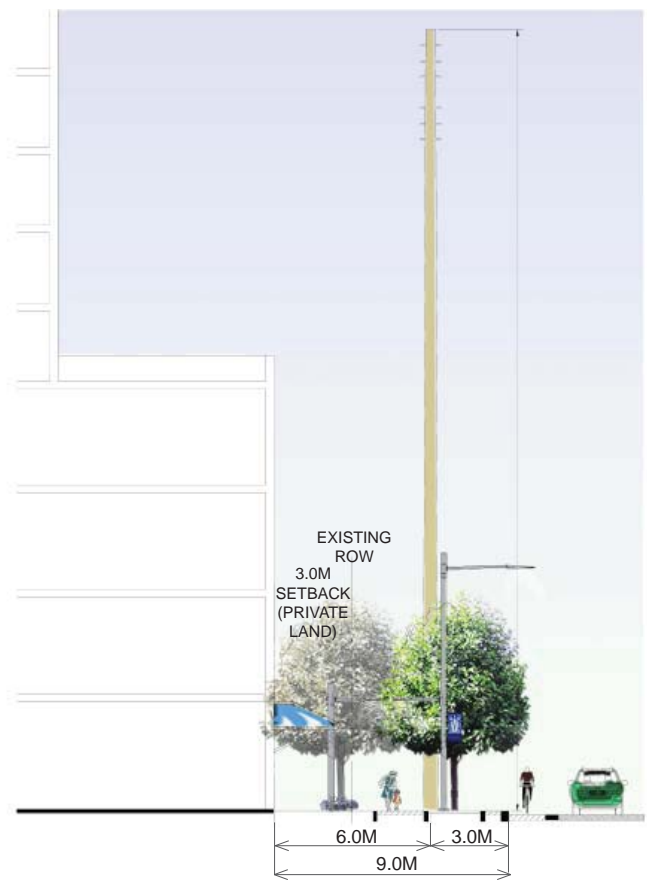 EXISTING
ROW
3.0M
SETBACK
(PRIVATE
LAND)
6.0M
3.0M
9.0M